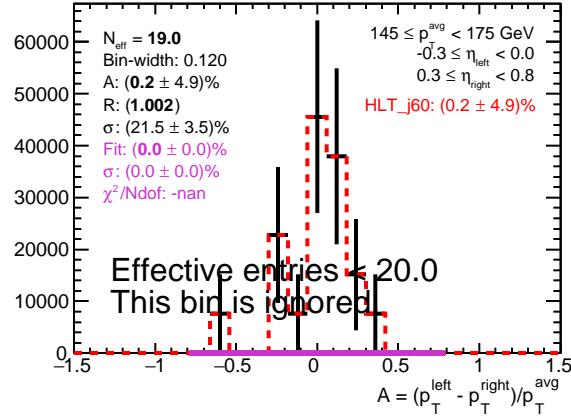 N_eff = 19.0
Bin-width: 0.120
A: (0.2 ± 4.9)%
R: (1.002)
σ: (21.5 ± 3.5)%
Fit: (0.0 ± 0.0)%
σ: (0.0 ± 0.0)%
χ²/Ndof: -nan
145 ≤ p_T^avg < 175 GeV
-0.3 ≤ η_left < 0.0
0.3 ≤ η_right < 0.8
HLT_j60: (0.2 ± 4.9)%
Effective entries < 20.0
This bin is ignored
60000
50000
40000
30000
20000
10000
0
−1.5 −1 −0.5 0 0.5 1 1.5
A = (p_T^left - p_T^right)/p_T^avg